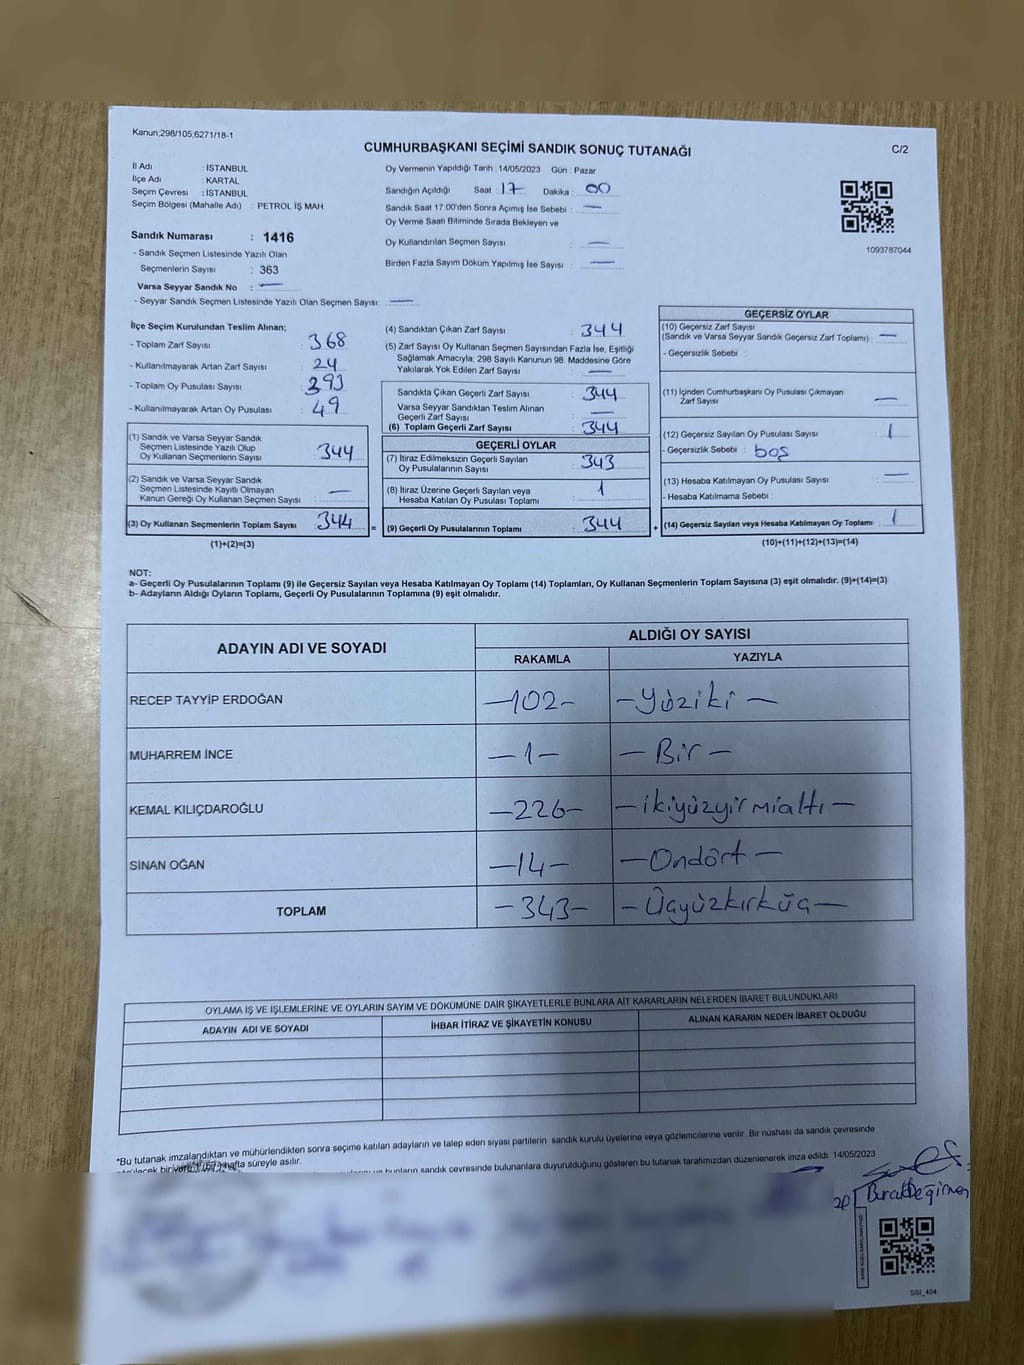 Kanun;298/105;6271/18-1
CUMHURBAŞKANI SEÇİMİ SANDIK SONUÇ TUTANAĞI
C/2
İl Adı : İSTANBUL
İlçe Adı : KARTAL
Seçim Çevresi : İSTANBUL
Seçim Bölgesi (Mahalle Adı) : PETROL İŞ MAH.
Sandık Numarası : 1416
- Sandık Seçmen Listesinde Yazılı Olan
Seçmenlerin Sayısı : 363
Varsa Seyyar Sandık No : —
- Seyyar Sandık Seçmen Listesinde Yazılı Olan Seçmen Sayısı: —
Oy Vermenin Yapıldığı Tarih : 14/05/2023 Gün : Pazar
Sandığın Açıldığı Saat : 17 Dakika : 00
Sandık Saat 17:00'den Sonra Açımış İse Sebebi : —
Oy Verme Saati Bitiminde Sırada Bekleyen ve
Oy Kullandırılan Seçmen Sayısı : —
Birden Fazla Sayım Döküm Yapılmış İse Sayısı : —
1093787044
İlçe Seçim Kurulundan Teslim Alınan;
- Toplam Zarf Sayısı : 368
- Kullanılmayarak Artan Zarf Sayısı : 24
- Toplam Oy Pusulası Sayısı : 393
- Kullanılmayarak Artan Oy Pusulası : 49
(1) Sandık ve Varsa Seyyar Sandık
Seçmen Listesinde Yazılı Olup
Oy Kullanan Seçmenlerin Sayısı : 344
(2) Sandık ve Varsa Seyyar Sandık
Seçmen Listesinde Kayıtlı Olmayan
Kanun Gereği Oy Kullanan Seçmen Sayısı : —
(3) Oy Kullanan Seçmenlerin Toplam Sayısı : 344 =
(1)+(2)=(3)
(4) Sandıktan Çıkan Zarf Sayısı : 344
(5) Zarf Sayısı Oy Kullanan Seçmen Sayısından Fazla İse, Eşitliği
Sağlamak Amacıyla; 298 Sayılı Kanunun 98. Maddesine Göre
Yakılarak Yok Edilen Zarf Sayısı : —
Sandıkta Çıkan Geçerli Zarf Sayısı : 344
Varsa Seyyar Sandıktan Teslim Alınan
Geçerli Zarf Sayısı : —
(6) Toplam Geçerli Zarf Sayısı : 344
GEÇERLİ OYLAR
(7) İtiraz Edilmeksizin Geçerli Sayılan
Oy Pusulalarının Sayısı : 343
(8) İtiraz Üzerine Geçerli Sayılan veya
Hesaba Katılan Oy Pusulası Toplamı : 1
(9) Geçerli Oy Pusulalarının Toplamı : 344 +
GEÇERSİZ OYLAR
(10) Geçersiz Zarf Sayısı
(Sandık ve Varsa Seyyar Sandık Geçersiz Zarf Toplamı) : —
- Geçersizlik Sebebi :
(11) İçinden Cumhurbaşkanı Oy Pusulası Çıkmayan
Zarf Sayısı : —
(12) Geçersiz Sayılan Oy Pusulası Sayısı : 1
- Geçersizlik Sebebi : boş
(13) Hesaba Katılmayan Oy Pusulası Sayısı : —
- Hesaba Katılmama Sebebi :
(14) Geçersiz Sayılan veya Hesaba Katılmayan Oy Toplamı : 1
(10)+(11)+(12)+(13)=(14)
NOT:
a- Geçerli Oy Pusulalarının Toplamı (9) ile Geçersiz Sayılan veya Hesaba Katılmayan Oy Toplamı (14) Toplamları, Oy Kullanan Seçmenlerin Toplam Sayısına (3) eşit olmalıdır. (9)+(14)=(3)
b- Adayların Aldığı Oyların Toplamı, Geçerli Oy Pusulalarının Toplamına (9) eşit olmalıdır.
ADAYIN ADI VE SOYADI
ALDIĞI OY SAYISI
RAKAMLA YAZIYLA
RECEP TAYYİP ERDOĞAN —102— —Yüziki—
MUHARREM İNCE —1— —Bir—
KEMAL KILIÇDAROĞLU —226— —ikiyüzyirmialtı—
SİNAN OĞAN —14— —Ondört—
TOPLAM —343— —Üçyüzkırküç—
OYLAMA İŞ VE İŞLEMLERİNE VE OYLARIN SAYIM VE DÖKÜMÜNE DAİR ŞİKAYETLERLE BUNLARA AİT KARARLARIN NELERDEN İBARET BULUNDUKLARI
ADAYIN ADI VE SOYADI
İHBAR İTİRAZ VE ŞİKAYETİN KONUSU
ALINAN KARARIN NEDEN İBARET OLDUĞU
*Bu tutanak imzalandıktan ve mühürlendikten sonra seçime katılan adayların ve talep eden siyasi partilerin sandık kurulu üyelerine veya gözlemcilerine verilir. Bir nüshası da sandık çevresinde
hafta süreyle asılır.
ve bunların sandık çevresinde bulunanlara duyurulduğunu gösteren bu tutanak tarafımızdan düzenlenerek imza edildi. 14/05/2023
Burak Değirmen
SSI_404